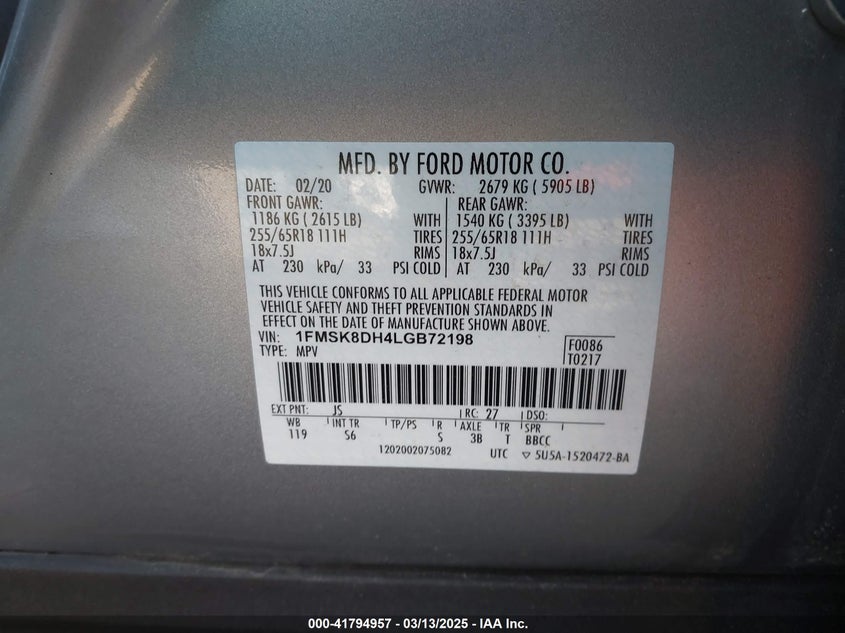 MFD. BY FORD MOTOR CO.
DATE: 02/20 GVWR: 2679 KG ( 5905 LB)
FRONT GAWR: REAR GAWR:
1186 KG ( 2615 LB) WITH 1540 KG ( 3395 LB) WITH
255/65R18 111H TIRES 255/65R18 111H TIRES
18x7.5J RIMS 18x7.5J RIMS
AT 230 kPa/ 33 PSI COLD AT 230 kPa/ 33 PSI COLD
THIS VEHICLE CONFORMS TO ALL APPLICABLE FEDERAL MOTOR
VEHICLE SAFETY AND THEFT PREVENTION STANDARDS IN
EFFECT ON THE DATE OF MANUFACTURE SHOWN ABOVE.
VIN: 1FMSK8DH4LGB72198 F0086
TYPE: MPV T0217
EXT PNT: JS RC: 27 DSO:
WB INT TR TP/PS R AXLE TR SPR
119 S6 S 3B T BBCC
1202002075082 UTC ▽ 5U5A-1520472-BA
000-41794957 - 03/13/2025 - IAA Inc.